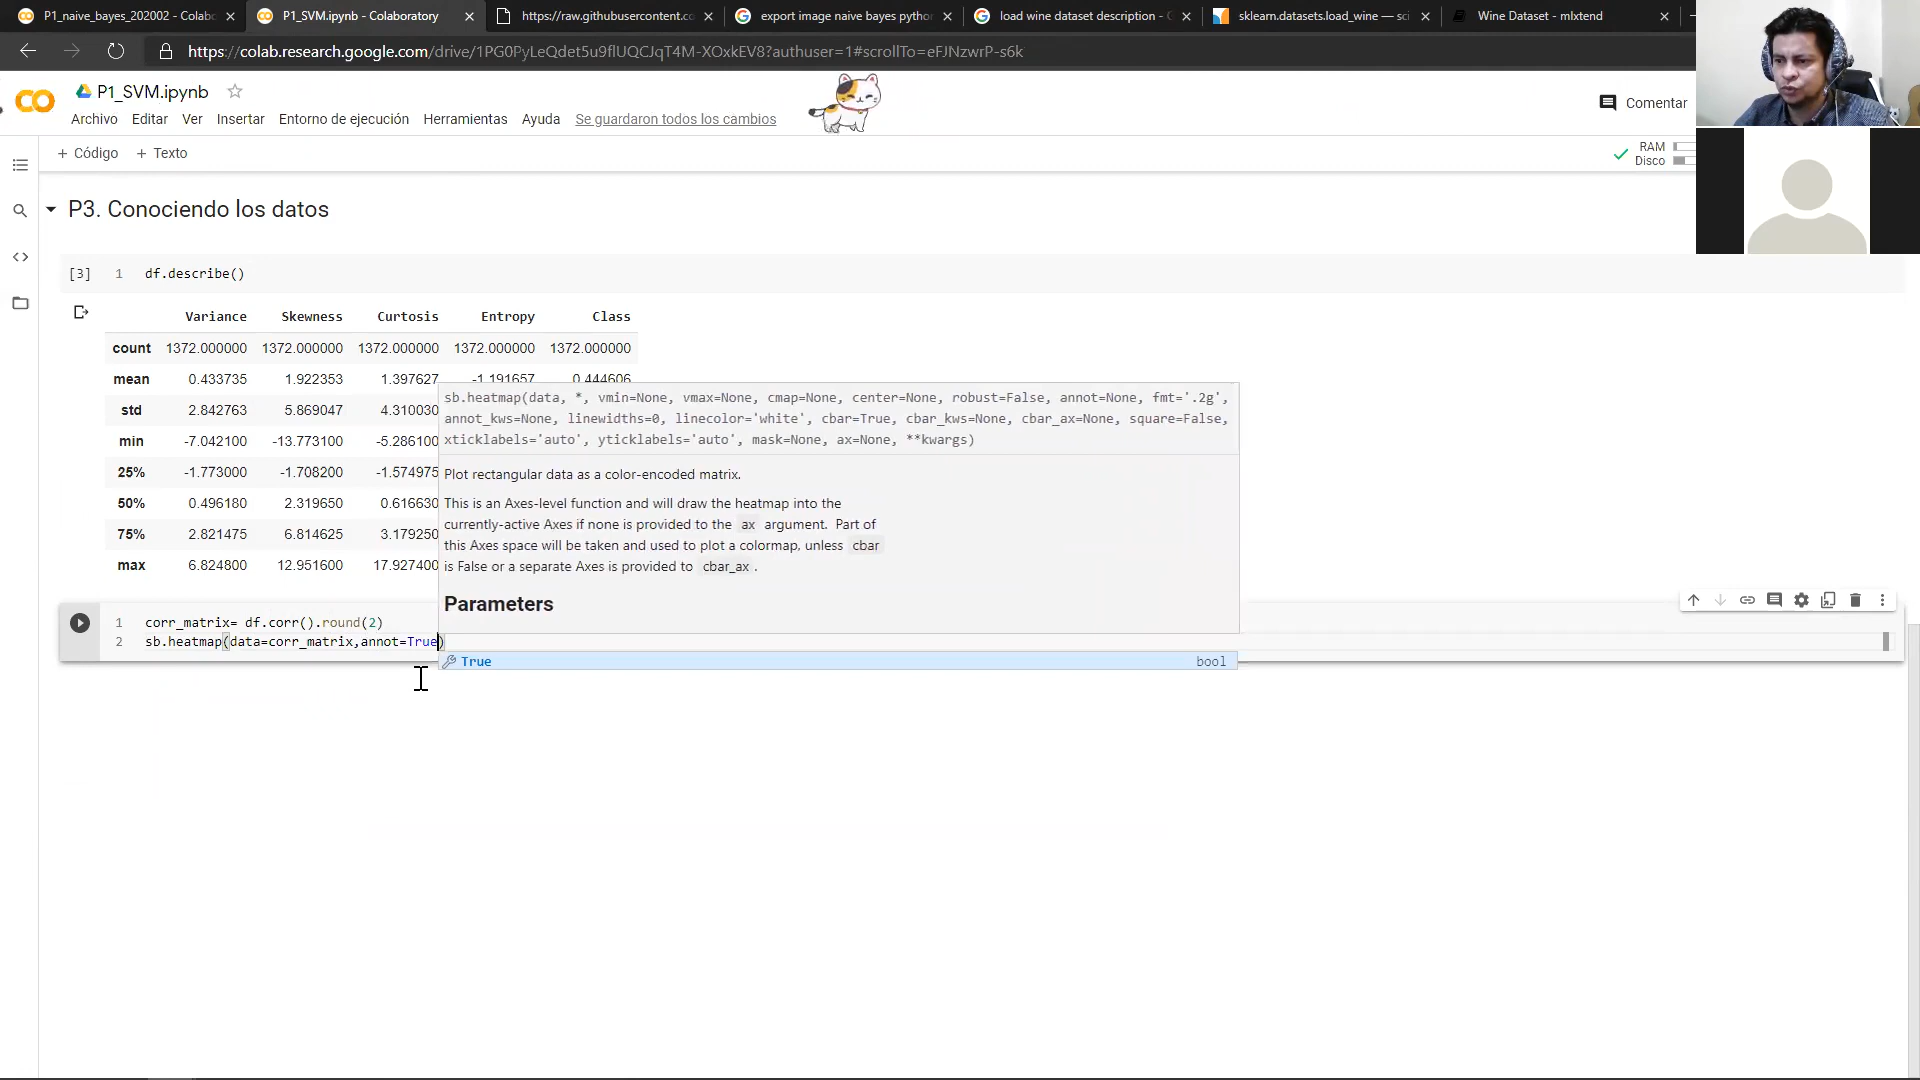 P1_naive_bayes_202002 - Colab
P1_SVM.ipynb - Colaboratory
https://raw.githubusercontent.co
export image naive bayes python
load wine dataset description -
sklearn.datasets.load_wine — sci
Wine Dataset - mlxtend
https://colab.research.google.com/drive/1PG0PyLeQdet5u9flUQCJqT4M-XOxkEV8?authuser=1#scrollTo=eFJNzwrP-s6k
P1_SVM.ipynb
Comentar
Archivo Editar Ver Insertar Entorno de ejecución Herramientas Ayuda Se guardaron todos los cambios
+ Código + Texto
RAM
Disco
P3. Conociendo los datos
[3] 1 df.describe()
Variance Skewness Curtosis Entropy Class
count 1372.000000 1372.000000 1372.000000 1372.000000 1372.000000
mean 0.433735 1.922353 1.397627 -1.191657 0.444606
std 2.842763 5.869047 4.310030
min -7.042100 -13.773100 -5.286100
25% -1.773000 -1.708200 -1.574975
50% 0.496180 2.319650 0.616630
75% 2.821475 6.814625 3.179250
max 6.824800 12.951600 17.927400
sb.heatmap(data, *, vmin=None, vmax=None, cmap=None, center=None, robust=False, annot=None, fmt='.2g',
annot_kws=None, linewidths=0, linecolor='white', cbar=True, cbar_kws=None, cbar_ax=None, square=False,
xticklabels='auto', yticklabels='auto', mask=None, ax=None, **kwargs)
Plot rectangular data as a color-encoded matrix.
This is an Axes-level function and will draw the heatmap into the
currently-active Axes if none is provided to the ax argument. Part of
this Axes space will be taken and used to plot a colormap, unless cbar
is False or a separate Axes is provided to cbar_ax .
Parameters
1 corr_matrix= df.corr().round(2)
2 sb.heatmap(data=corr_matrix,annot=True)
True bool